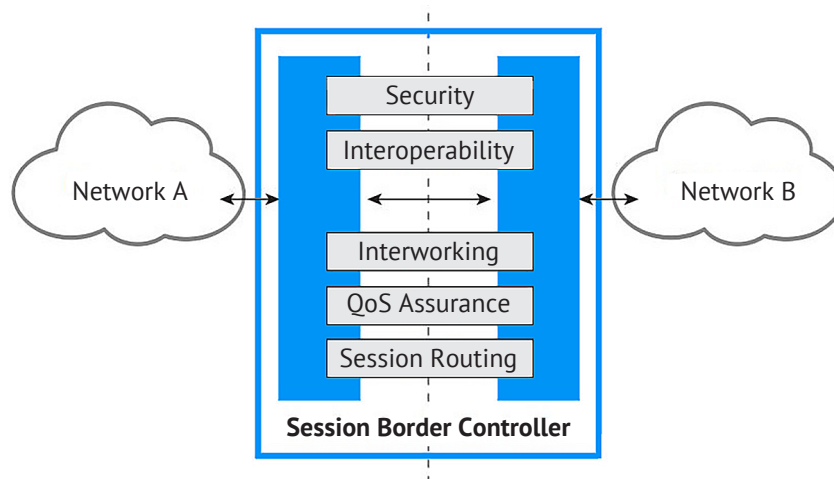 Security
Interoperability
Network A
Network B
Interworking
QoS Assurance
Session Routing
Session Border Controller